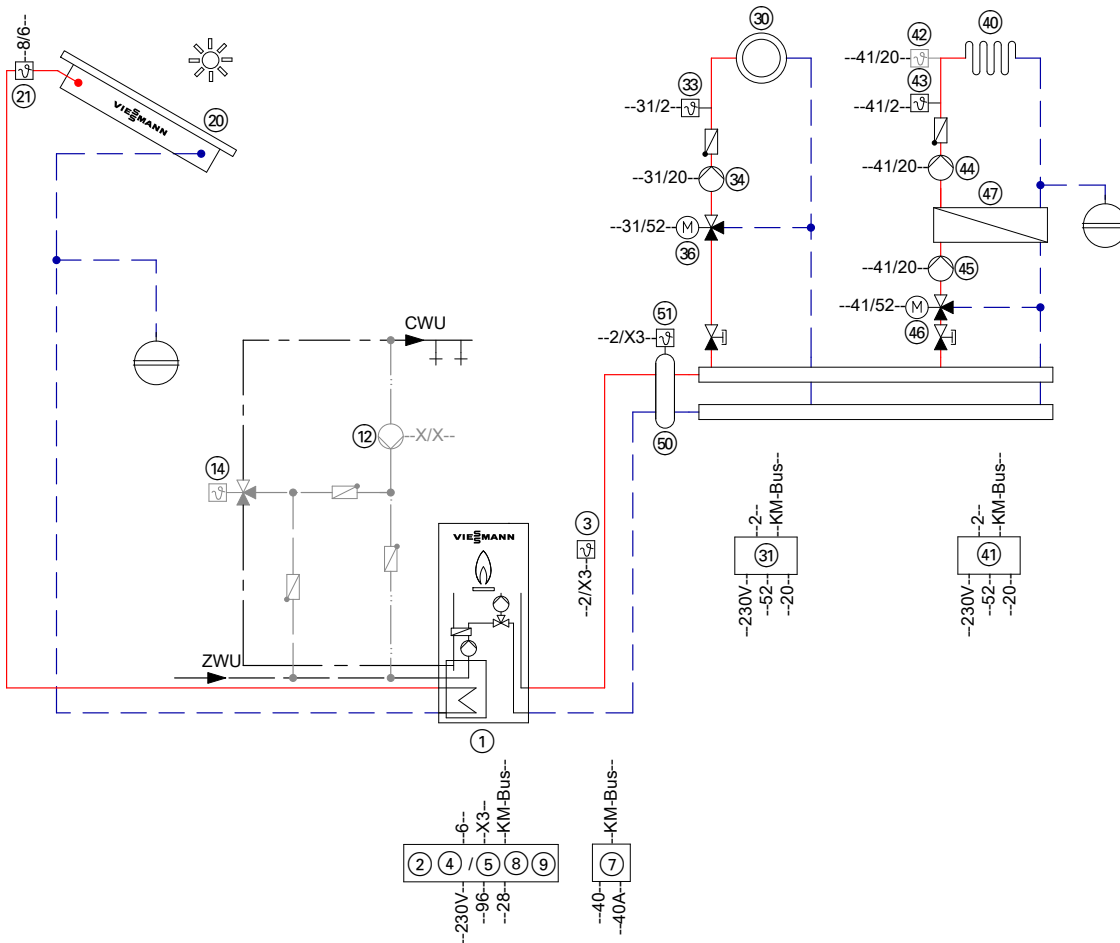 --8/6--
21
20
VIESSMANN
30
33
--31/2--
--31/20--
34
--31/52--
M
36
42
40
--41/20--
43
--41/2--
--41/20--
44
47
--41/20--
45
--41/52--
M
46
51
--2/X3--
50
CWU
12
--X/X--
14
ZWU
VIESSMANN
1
3
--2/X3--
--2--
--KM-Bus--
31
--230V--
--52--
--20--
--2--
--KM-Bus--
41
--230V--
--52--
--20--
--6--
--X3--
--KM-Bus--
2 4 / 5 8 9
--230V--
--96--
--28--
--KM-Bus--
7
--40--
--40A--